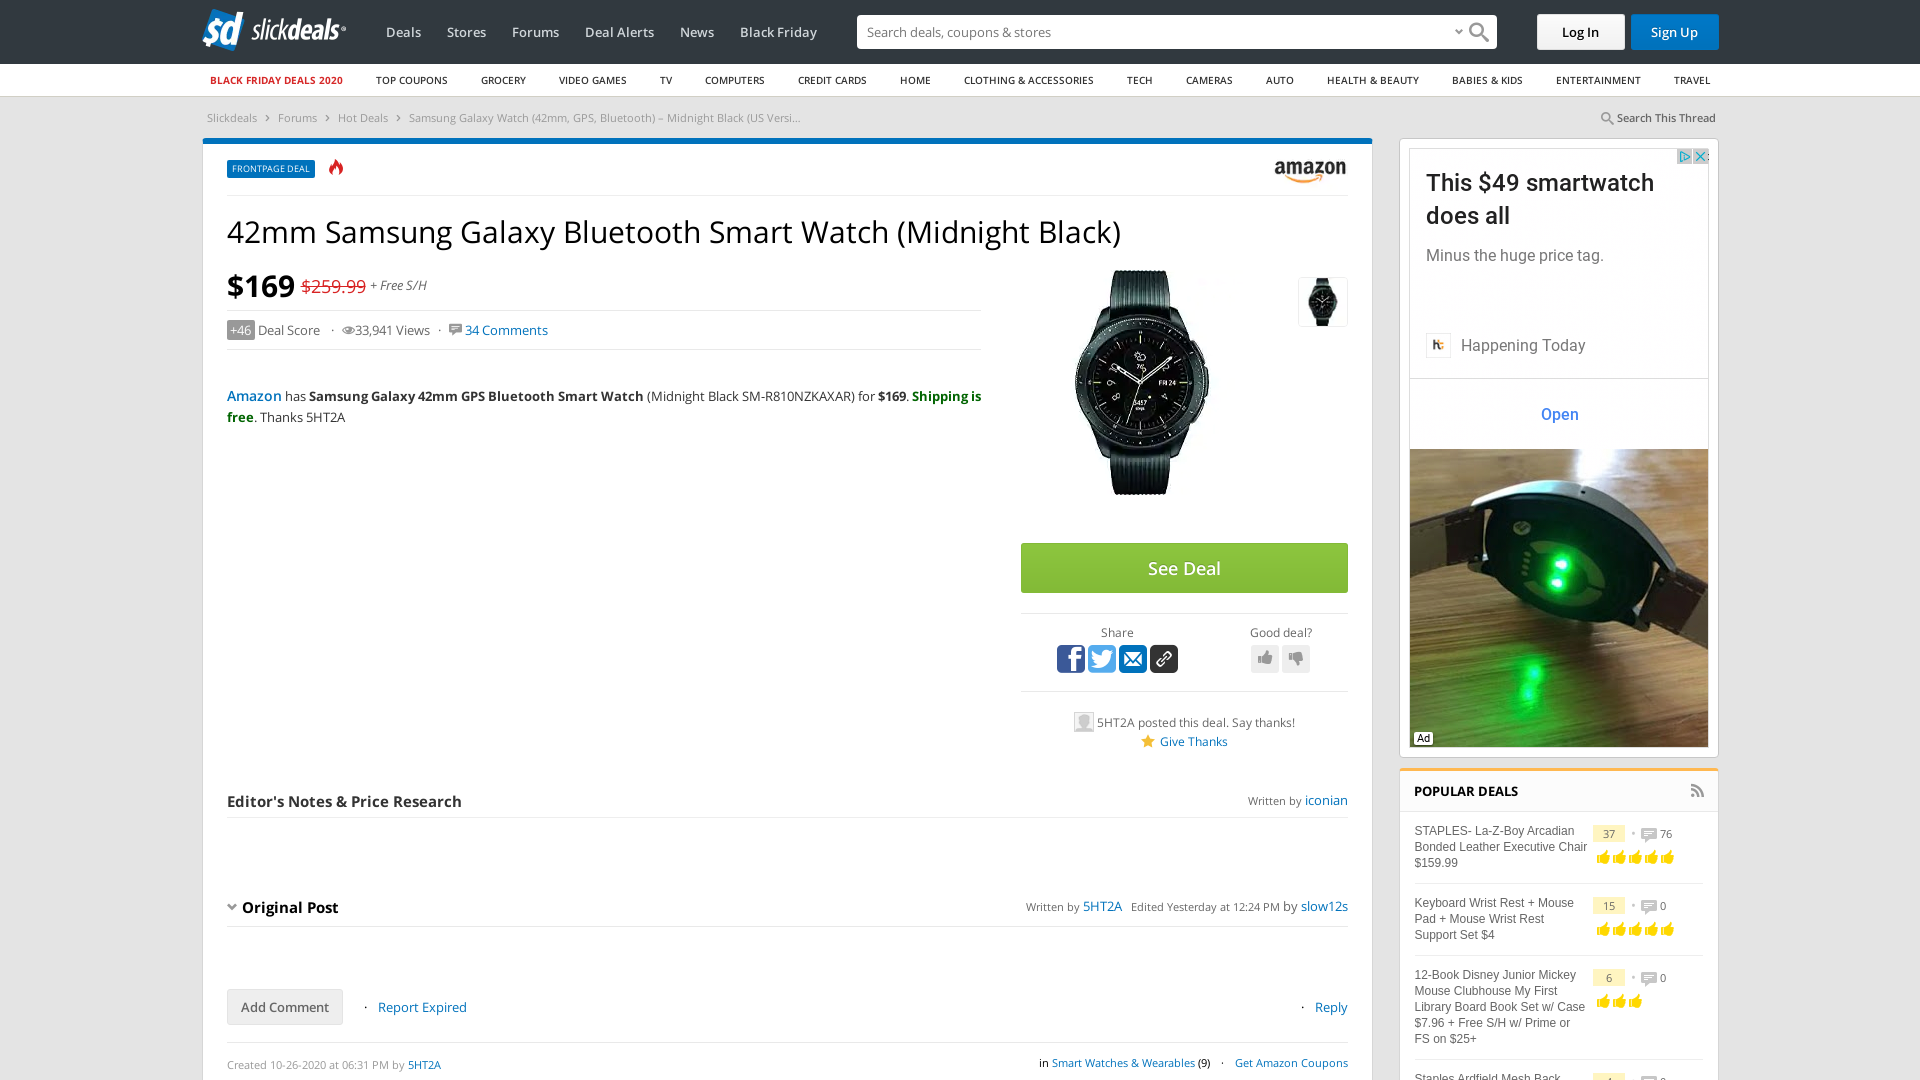 sd slickdeals
Deals Stores Forums Deal Alerts News Black Friday
Search deals, coupons & stores
Log In Sign Up
BLACK FRIDAY DEALS 2020 TOP COUPONS GROCERY VIDEO GAMES TV COMPUTERS CREDIT CARDS HOME CLOTHING & ACCESSORIES TECH CAMERAS AUTO HEALTH & BEAUTY BABIES & KIDS ENTERTAINMENT TRAVEL
Slickdeals > Forums > Hot Deals > Samsung Galaxy Watch (42mm, GPS, Bluetooth) – Midnight Black (US Versi...
Search This Thread
FRONTPAGE DEAL
amazon
42mm Samsung Galaxy Bluetooth Smart Watch (Midnight Black)
$169 $259.99 + Free S/H
+46 Deal Score · 33,941 Views · 34 Comments
Amazon has Samsung Galaxy 42mm GPS Bluetooth Smart Watch (Midnight Black SM-R810NZKAXAR) for $169. Shipping is
free. Thanks 5HT2A
FRI 24
See Deal
Share
Good deal?
5HT2A posted this deal. Say thanks!
Give Thanks
Editor's Notes & Price Research
Written by iconian
Original Post
Written by 5HT2A Edited Yesterday at 12:24 PM by slow12s
Add Comment · Report Expired
· Reply
Created 10-26-2020 at 06:31 PM by 5HT2A
in Smart Watches & Wearables (9) · Get Amazon Coupons
This $49 smartwatch
does all
Minus the huge price tag.
Happening Today
Open
Ad
POPULAR DEALS
STAPLES- La-Z-Boy Arcadian
Bonded Leather Executive Chair
$159.99
37 • 76
Keyboard Wrist Rest + Mouse
Pad + Mouse Wrist Rest
Support Set $4
15 • 0
12-Book Disney Junior Mickey
Mouse Clubhouse My First
Library Board Book Set w/ Case
$7.96 + Free S/H w/ Prime or
FS on $25+
6 • 0
Staples Ardfield Mesh Back